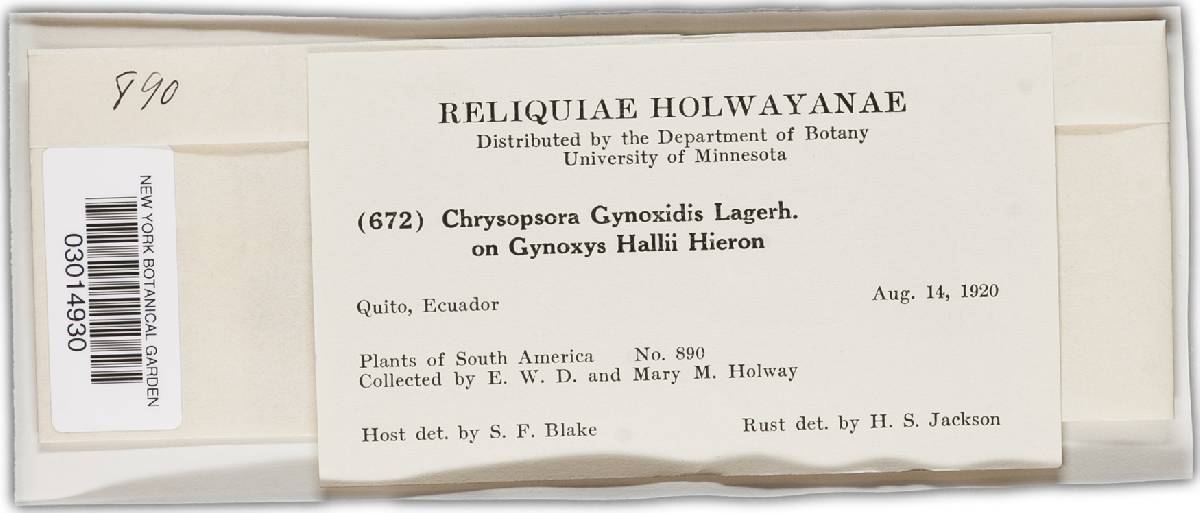 890
NEW YORK BOTANICAL GARDEN
03014930
RELIQUIAE HOLWAYANAE
Distributed by the Department of Botany
University of Minnesota
(672) Chrysopsora Gynoxidis Lagerh.
on Gynoxys Hallii Hieron
Quito, Ecuador Aug. 14, 1920
Plants of South America No. 890
Collected by E. W. D. and Mary M. Holway
Host det. by S. F. Blake Rust det. by H. S. Jackson